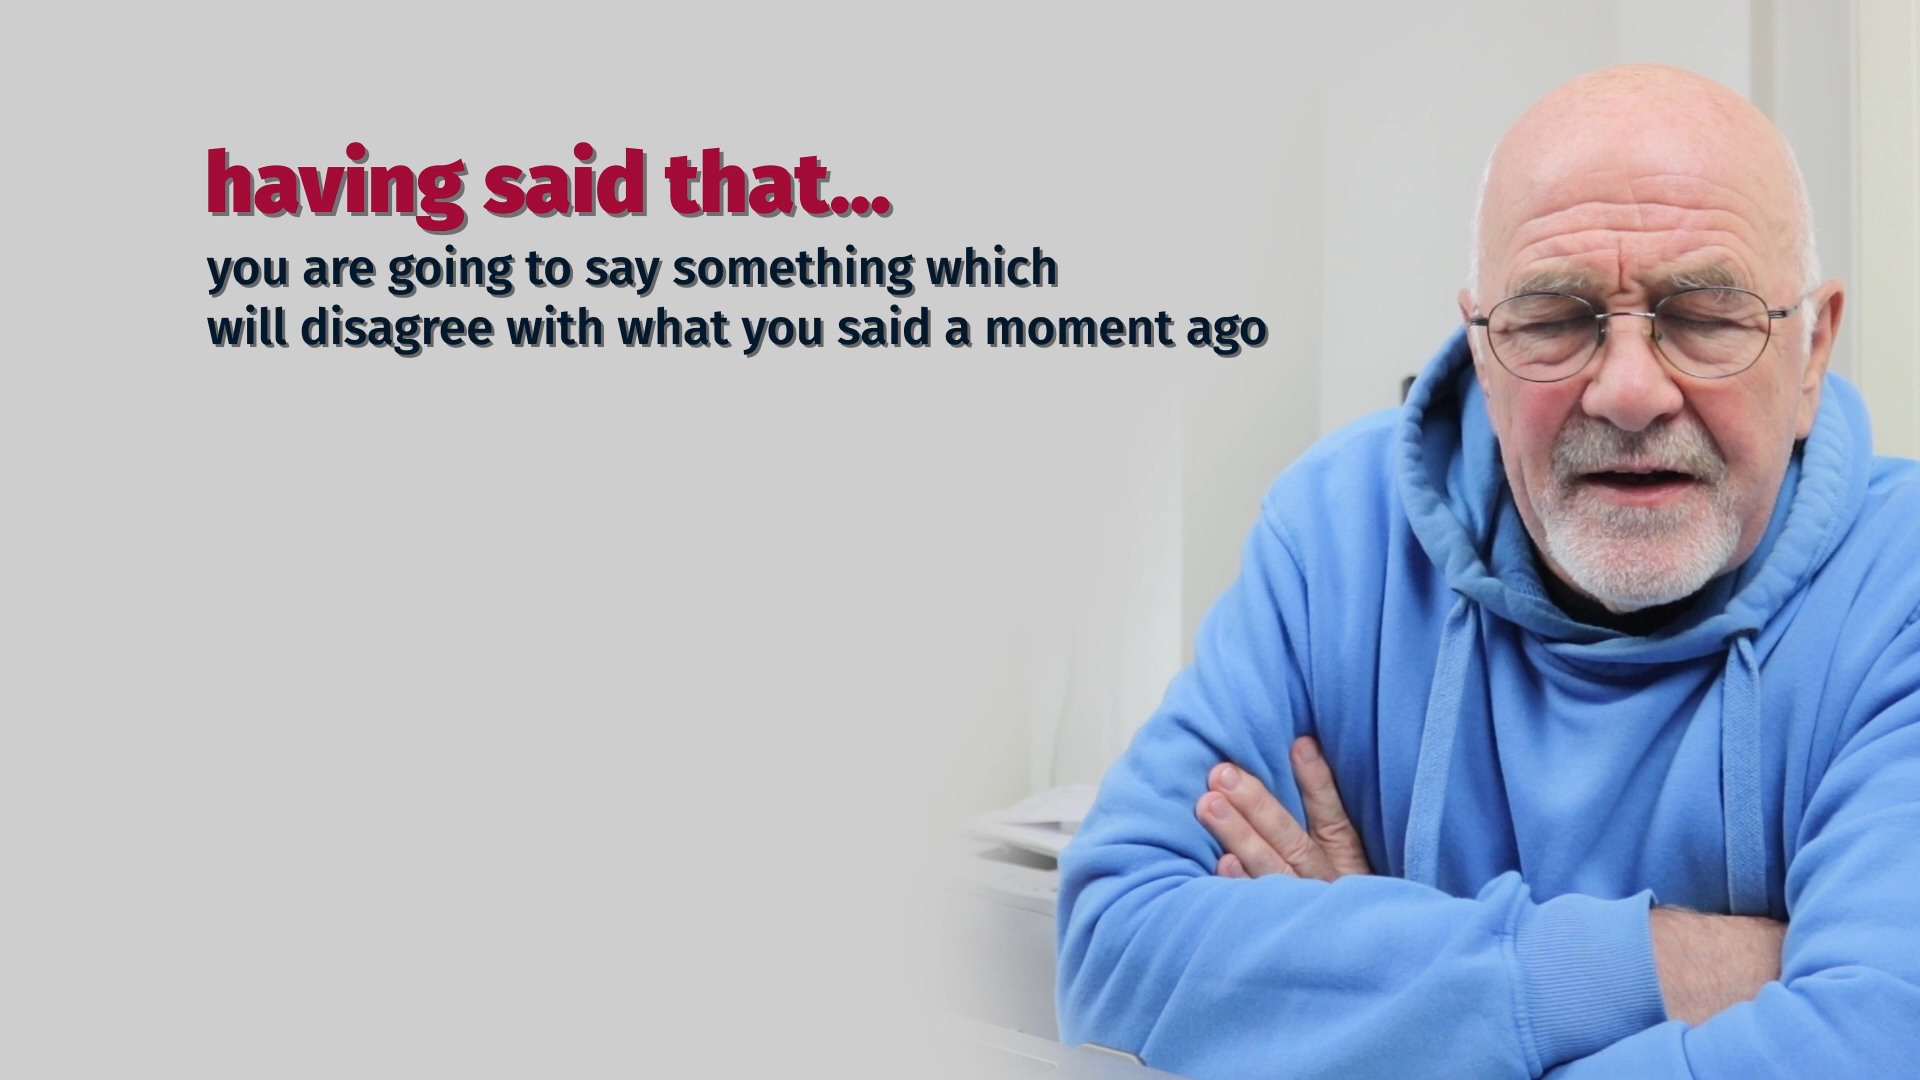 having said that...
you are going to say something which
will disagree with what you said a moment ago